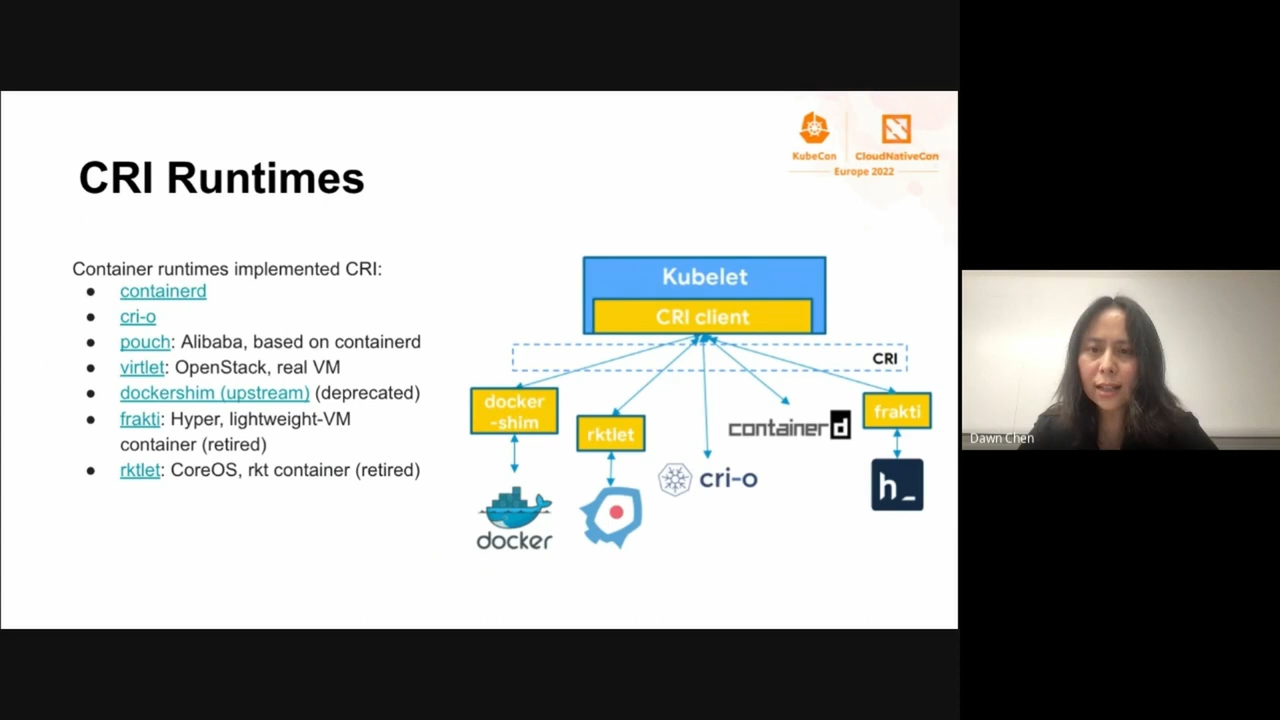 KubeCon
CloudNativeCon
Europe 2022
CRI Runtimes
Container runtimes implemented CRI:
● containerd
● cri-o
● pouch: Alibaba, based on containerd
● virtlet: OpenStack, real VM
● dockershim (upstream) (deprecated)
● frakti: Hyper, lightweight-VM
container (retired)
● rktlet: CoreOS, rkt container (retired)
Kubelet
CRI client
CRI
docker
-shim
rktlet
containerd
frakti
cri-o
h_
docker
Dawn Chen